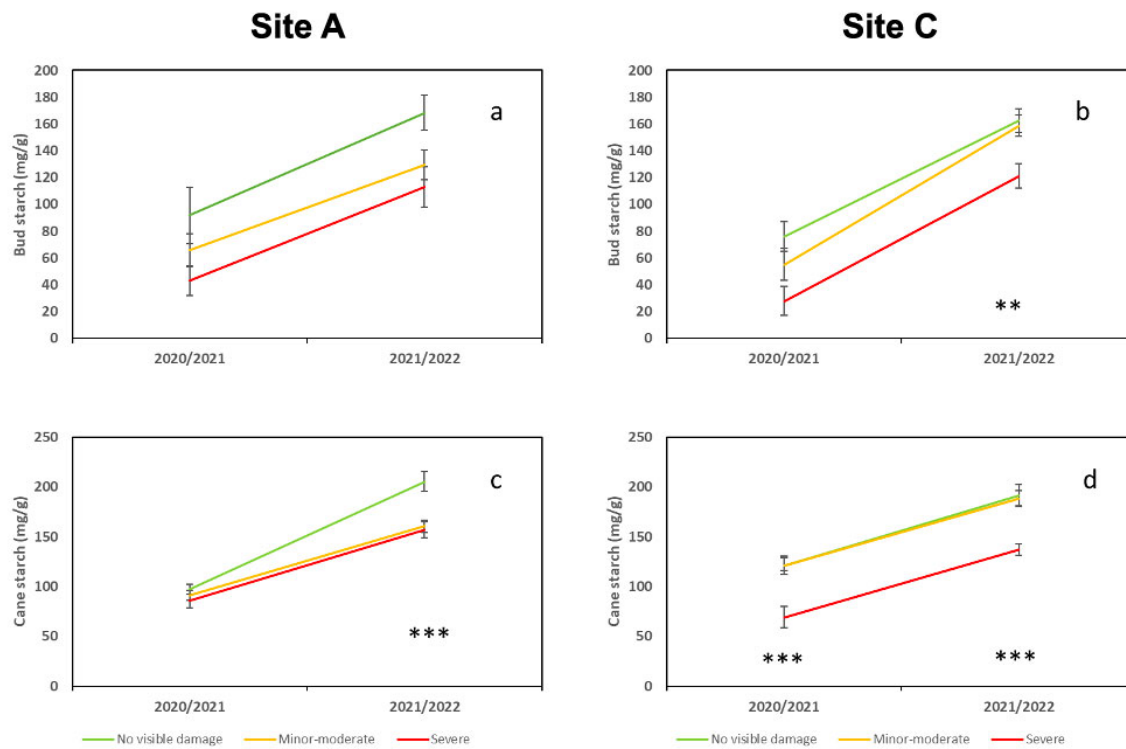 Site A
Site C
200
180
160
140
120
100
80
60
40
20
0
Bud starch (mg/g)
a
2020/2021
2021/2022
200
180
160
140
120
100
80
60
40
20
0
Bud starch (mg/g)
b
**
2020/2021
2021/2022
250
200
150
100
50
0
Cane starch (mg/g)
c
***
2020/2021
2021/2022
No visible damage
Minor-moderate
Severe
250
200
150
100
50
0
Cane starch (mg/g)
d
***
***
2020/2021
2021/2022
No visible damage
Minor-moderate
Severe